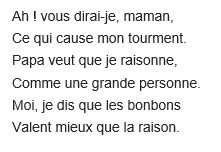 Ah ! vous dirai-je, maman,
Ce qui cause mon tourment.
Papa veut que je raisonne,
Comme une grande personne.
Moi, je dis que les bonbons
Valent mieux que la raison.